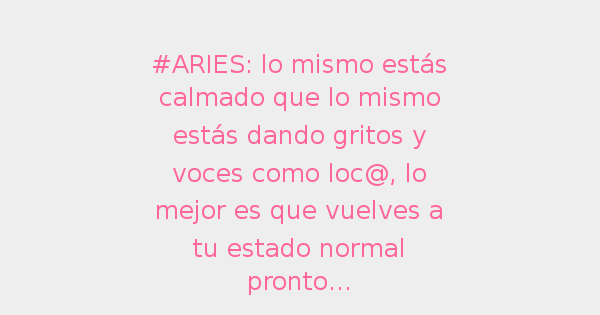 #ARIES: lo mismo estás
calmado que lo mismo
estás dando gritos y
voces como loc@, lo
mejor es que vuelves a
tu estado normal
pronto...